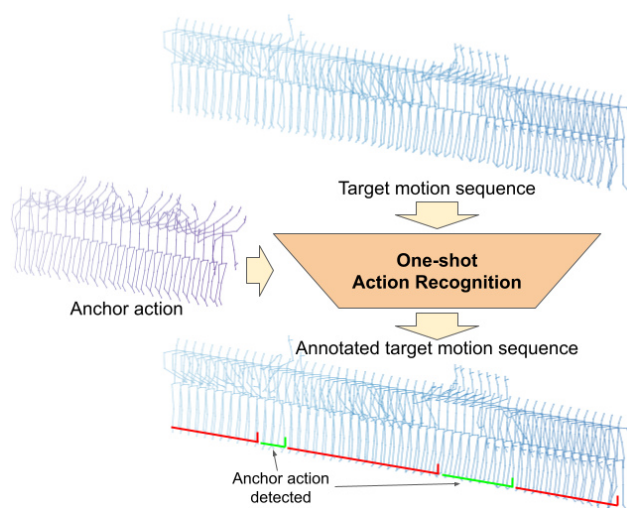 Target motion sequence
One-shot
Action Recognition
Anchor action
Annotated target motion sequence
Anchor action
detected